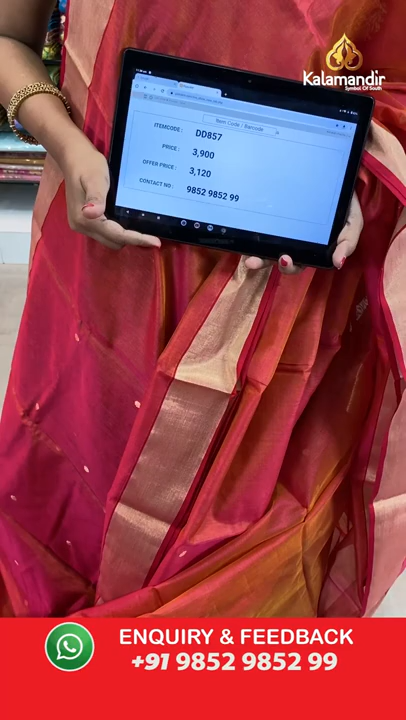 Kalamandir
Symbol Of South
Item Code / Barcode
ITEMCODE : DD857
PRICE : 3,900
OFFER PRICE : 3,120
CONTACT NO : 9852 9852 99
ENQUIRY & FEEDBACK
+91 9852 9852 99